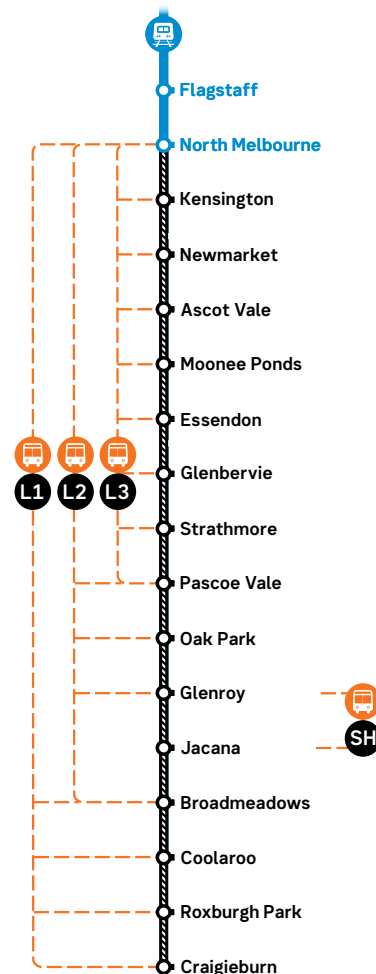 Flagstaff
North Melbourne
Kensington
Newmarket
Ascot Vale
Moonee Ponds
Essendon
Glenbervie
L1 L2 L3
Strathmore
Pascoe Vale
Oak Park
Glenroy
SH
Jacana
Broadmeadows
Coolaroo
Roxburgh Park
Craigieburn